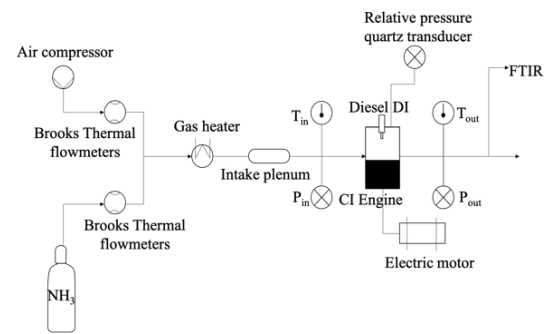 Relative pressure
quartz transducer
Air compressor
FTIR
Tin
Diesel DI
Tout
Brooks Thermal
flowmeters
Gas heater
Intake plenum
Pin
CI Engine
Pout
Brooks Thermal
flowmeters
Electric motor
NH3